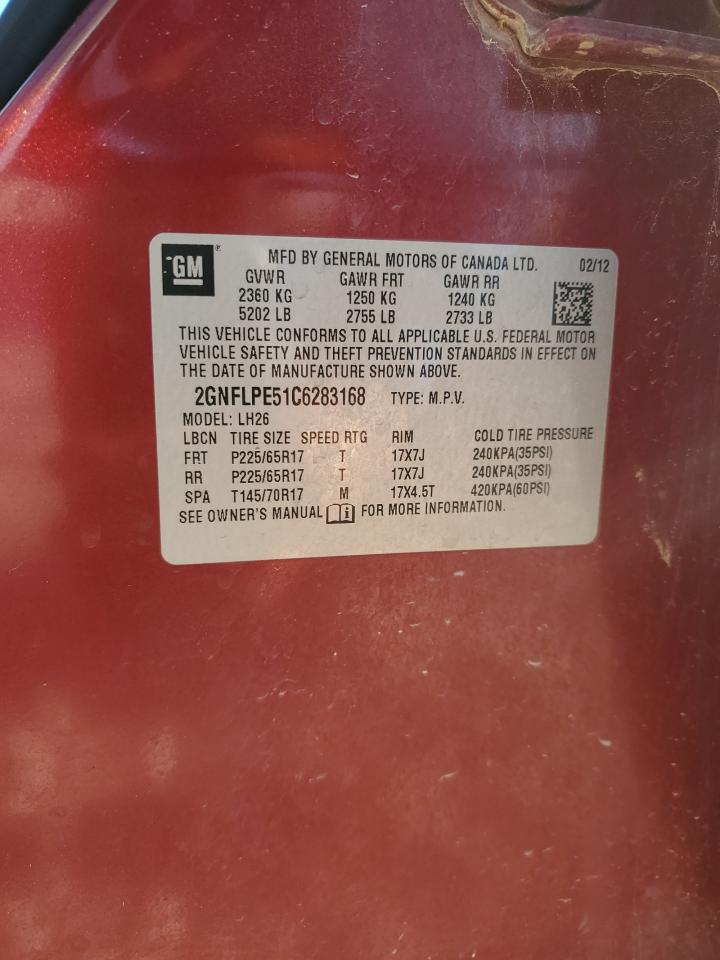 GM® MFD BY GENERAL MOTORS OF CANADA LTD. 02/12
GVWR GAWR FRT GAWR RR
2360 KG 1250 KG 1240 KG
5202 LB 2755 LB 2733 LB
THIS VEHICLE CONFORMS TO ALL APPLICABLE U.S. FEDERAL MOTOR
VEHICLE SAFETY AND THEFT PREVENTION STANDARDS IN EFFECT ON
THE DATE OF MANUFACTURE SHOWN ABOVE.
2GNFLPE51C6283168 TYPE: M.P.V.
MODEL: LH26
LBCN TIRE SIZE SPEED RTG RIM COLD TIRE PRESSURE
FRT P225/65R17 T 17X7J 240KPA(35PSI)
RR P225/65R17 T 17X7J 240KPA(35PSI)
SPA T145/70R17 M 17X4.5T 420KPA(60PSI)
SEE OWNER'S MANUAL i FOR MORE INFORMATION.